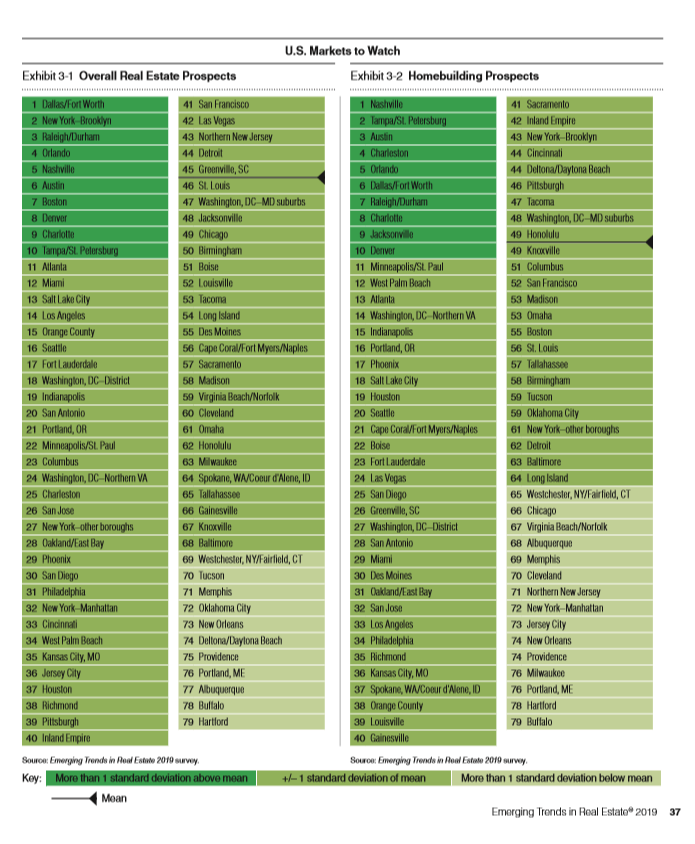 U.S. Markets to Watch
Exhibit 3-1 Overall Real Estate Prospects
1 Dallas/Fort Worth
2 New York–Brooklyn
3 Raleigh/Durham
4 Orlando
5 Nashville
6 Austin
7 Boston
8 Denver
9 Charlotte
10 Tampa/St. Petersburg
11 Atlanta
12 Miami
13 Salt Lake City
14 Los Angeles
15 Orange County
16 Seattle
17 Fort Lauderdale
18 Washington, DC–District
19 Indianapolis
20 San Antonio
21 Portland, OR
22 Minneapolis/St. Paul
23 Columbus
24 Washington, DC–Northern VA
25 Charleston
26 San Jose
27 New York–other boroughs
28 Oakland/East Bay
29 Phoenix
30 San Diego
31 Philadelphia
32 New York–Manhattan
33 Cincinnati
34 West Palm Beach
35 Kansas City, MO
36 Jersey City
37 Houston
38 Richmond
39 Pittsburgh
40 Inland Empire
41 San Francisco
42 Las Vegas
43 Northern New Jersey
44 Detroit
45 Greenville, SC
46 St. Louis
47 Washington, DC–MD suburbs
48 Jacksonville
49 Chicago
50 Birmingham
51 Boise
52 Louisville
53 Tacoma
54 Long Island
55 Des Moines
56 Cape Coral/Fort Myers/Naples
57 Sacramento
58 Madison
59 Virginia Beach/Norfolk
60 Cleveland
61 Omaha
62 Honolulu
63 Milwaukee
64 Spokane, WA/Coeur d'Alene, ID
65 Tallahassee
66 Gainesville
67 Knoxville
68 Baltimore
69 Westchester, NY/Fairfield, CT
70 Tucson
71 Memphis
72 Oklahoma City
73 New Orleans
74 Deltona/Daytona Beach
75 Providence
76 Portland, ME
77 Albuquerque
78 Buffalo
79 Hartford
Source: Emerging Trends in Real Estate 2019 survey.
Exhibit 3-2 Homebuilding Prospects
1 Nashville
2 Tampa/St. Petersburg
3 Austin
4 Charleston
5 Orlando
6 Dallas/Fort Worth
7 Raleigh/Durham
8 Charlotte
9 Jacksonville
10 Denver
11 Minneapolis/St. Paul
12 West Palm Beach
13 Atlanta
14 Washington, DC–Northern VA
15 Indianapolis
16 Portland, OR
17 Phoenix
18 Salt Lake City
19 Houston
20 Seattle
21 Cape Coral/Fort Myers/Naples
22 Boise
23 Fort Lauderdale
24 Las Vegas
25 San Diego
26 Greenville, SC
27 Washington, DC–District
28 San Antonio
29 Miami
30 Des Moines
31 Oakland/East Bay
32 San Jose
33 Los Angeles
34 Philadelphia
35 Richmond
36 Kansas City, MO
37 Spokane, WA/Coeur d'Alene, ID
38 Orange County
39 Louisville
40 Gainesville
41 Sacramento
42 Inland Empire
43 New York–Brooklyn
44 Cincinnati
44 Deltona/Daytona Beach
46 Pittsburgh
47 Tacoma
48 Washington, DC–MD suburbs
49 Honolulu
49 Knoxville
51 Columbus
52 San Francisco
53 Madison
53 Omaha
55 Boston
56 St. Louis
57 Tallahassee
58 Birmingham
59 Tucson
59 Oklahoma City
61 New York–other boroughs
62 Detroit
63 Baltimore
64 Long Island
65 Westchester, NY/Fairfield, CT
66 Chicago
67 Virginia Beach/Norfolk
68 Albuquerque
69 Memphis
70 Cleveland
71 Northern New Jersey
72 New York–Manhattan
73 Jersey City
74 New Orleans
74 Providence
76 Milwaukee
76 Portland, ME
78 Hartford
79 Buffalo
Source: Emerging Trends in Real Estate 2019 survey.
Key: More than 1 standard deviation above mean +/– 1 standard deviation of mean More than 1 standard deviation below mean
Mean
Emerging Trends in Real Estate® 2019 37